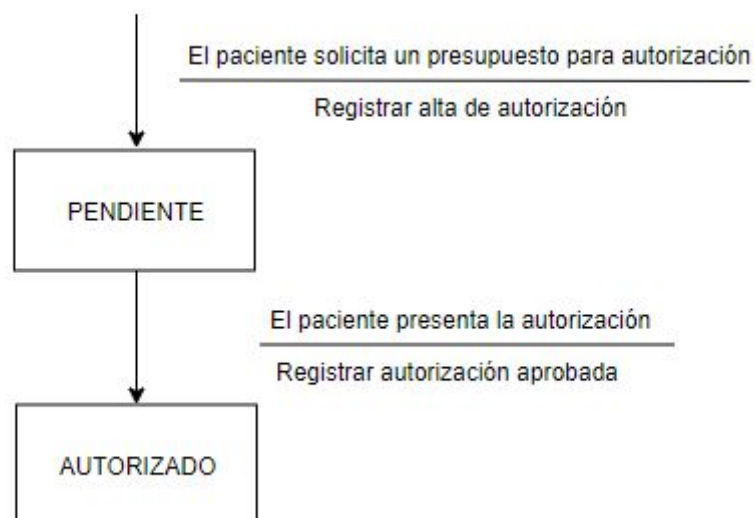 El paciente solicita un presupuesto para autorización
Registrar alta de autorización
PENDIENTE
El paciente presenta la autorización
Registrar autorización aprobada
AUTORIZADO